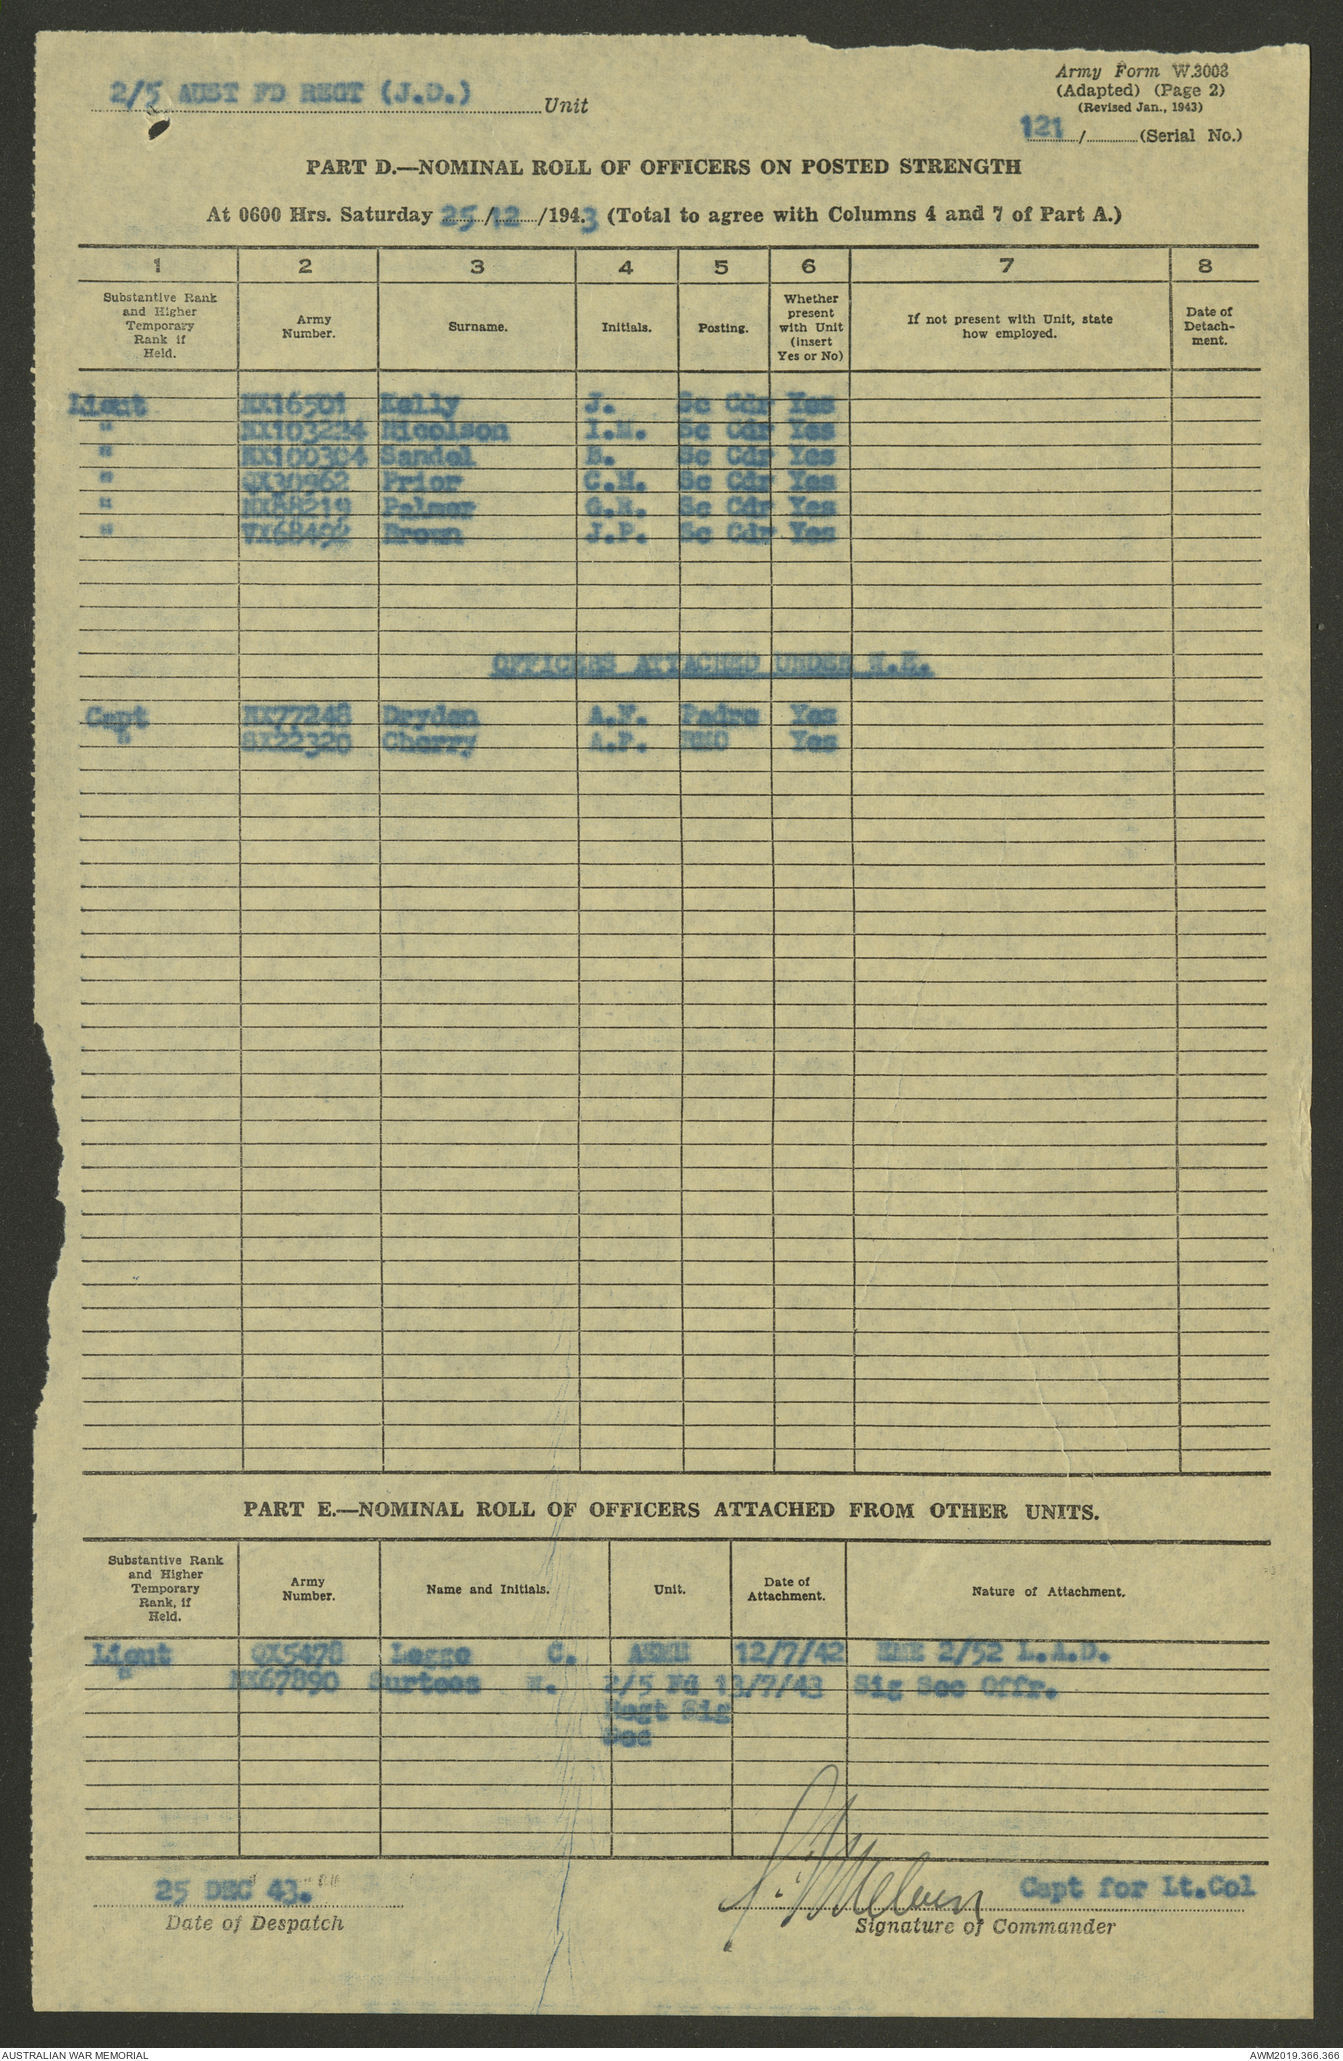 2/5 AUST FD REGT (J.D.) Unit
Army Form W.3008
(Adapted) (Page 2)
(Revised Jan., 1943)
121 / (Serial No.)
PART D.—NOMINAL ROLL OF OFFICERS ON POSTED STRENGTH
At 0600 Hrs. Saturday 25/12/1943 (Total to agree with Columns 4 and 7 of Part A.)
1 2 3 4 5 6 7 8
Substantive Rank and Higher Temporary Rank if Held. Army Number. Surname. Initials. Posting. Whether present with Unit (insert Yes or No) If not present with Unit, state how employed. Date of Detachment.
Lieut NX16501 Kelly J. Sc Cdr Yes
" NX103224 Nicolson I.M. Sc Cdr Yes
" NX100304 Sandel B. Sc Cdr Yes
" QX30962 Prior C.M. Sc Cdr Yes
" NX88219 Palmer G.R. Sc Cdr Yes
" VX68492 Brown J.P. Sc Cdr Yes
OFFICERS ATTACHED UNDER W.E.
Capt NX77248 Dryden A.F. Padre Yes
" SX22320 Cherry A.P. RMO Yes
PART E.—NOMINAL ROLL OF OFFICERS ATTACHED FROM OTHER UNITS.
Substantive Rank and Higher Temporary Rank, if Held. Army Number. Name and Initials. Unit. Date of Attachment. Nature of Attachment.
Lieut QX5478 Legge C. AEME 12/7/42 EME 2/52 L.A.D.
" NX67890 Surtees W. 2/5 Fd 13/7/43 Sig Sec Offr.
Regt Sig
Sec
25 DEC 43.
Date of Despatch
Capt for Lt.Col
Signature of Commander
AUSTRALIAN WAR MEMORIAL
AWM2019.366.366